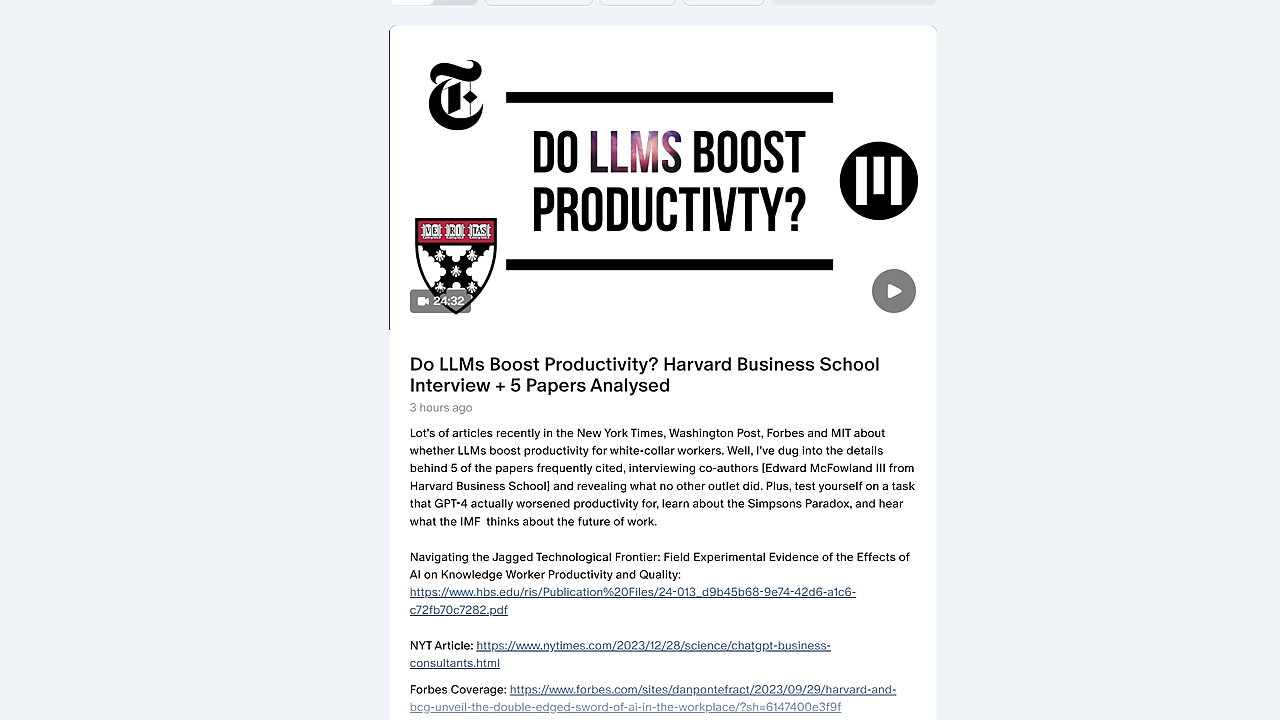 DO LLMS BOOST
PRODUCTIVTY?
VE RI TAS
24:32
Do LLMs Boost Productivity? Harvard Business School
Interview + 5 Papers Analysed
3 hours ago
Lot's of articles recently in the New York Times, Washington Post, Forbes and MIT about
whether LLMs boost productivity for white-collar workers. Well, I've dug into the details
behind 5 of the papers frequently cited, interviewing co-authors [Edward McFowland III from
Harvard Business School] and revealing what no other outlet did. Plus, test yourself on a task
that GPT-4 actually worsened productivity for, learn about the Simpsons Paradox, and hear
what the IMF  thinks about the future of work.
Navigating the Jagged Technological Frontier: Field Experimental Evidence of the Effects of
AI on Knowledge Worker Productivity and Quality:
https://www.hbs.edu/ris/Publication%20Files/24-013_d9b45b68-9e74-42d6-a1c6-
c72fb70c7282.pdf
NYT Article: https://www.nytimes.com/2023/12/28/science/chatgpt-business-
consultants.html
Forbes Coverage: https://www.forbes.com/sites/danpontefract/2023/09/29/harvard-and-
bcg-unveil-the-double-edged-sword-of-ai-in-the-workplace/?sh=6147400e3f9f